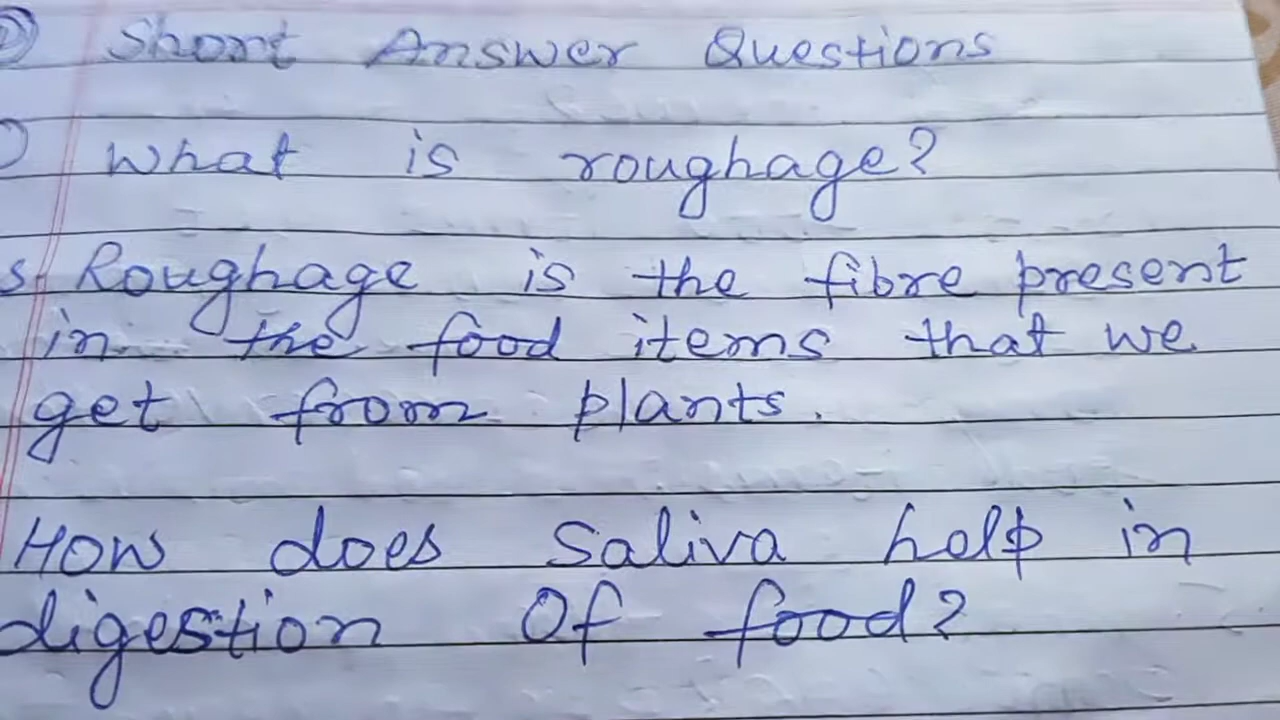 D Short Answer Questions
What is roughage?
s Roughage is the fibre present
in the food items that we
get from plants.
How does Saliva help in
digestion Of food?